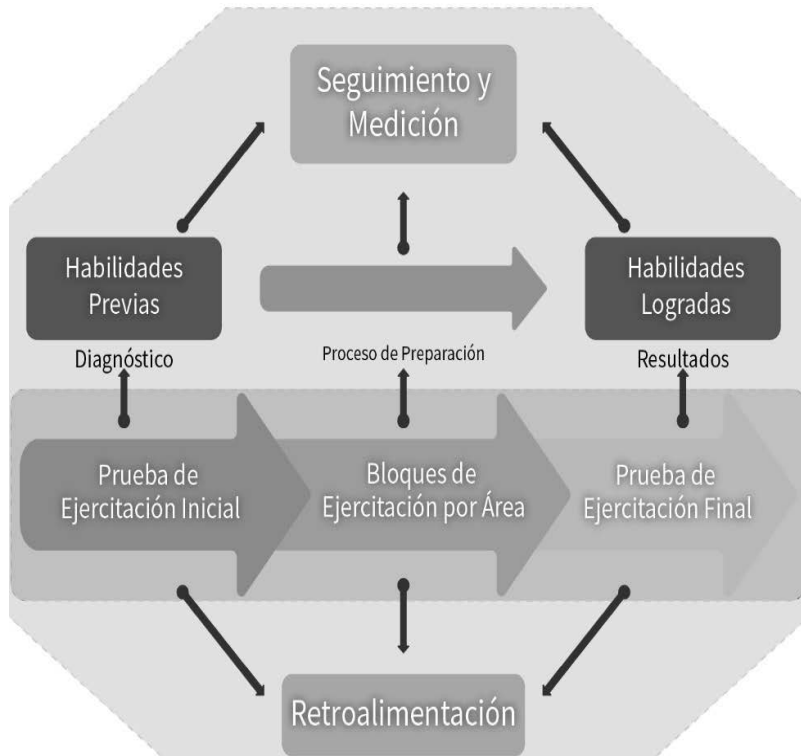 Seguimiento y
Medición
Habilidades
Previas
Habilidades
Logradas
Diagnóstico
Proceso de Preparación
Resultados
Prueba de
Ejercitación Inicial
Bloques de
Ejercitación por Área
Prueba de
Ejercitación Final
Retroalimentación